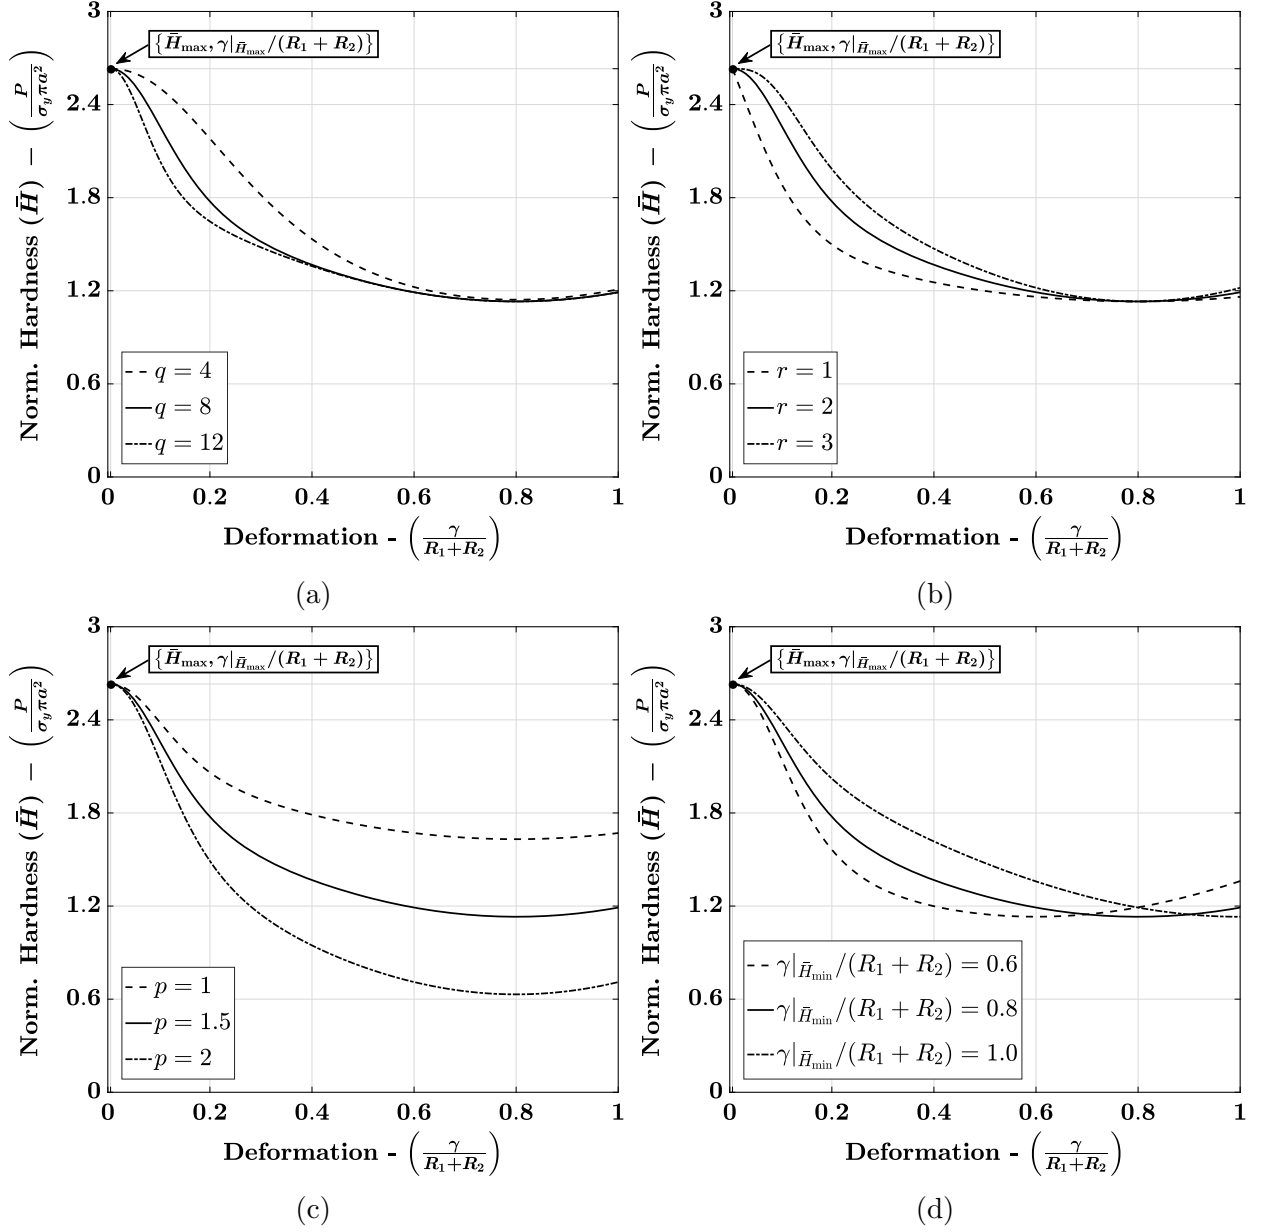 {H̄max, γ|H̄max/(R₁ + R₂)}
Norm. Hardness (H̄) − (P/σyπa²)
3
2.4
1.8
1.2
0.6
0
q = 4
q = 8
q = 12
0 0.2 0.4 0.6 0.8 1
Deformation - (γ/R₁+R₂)
(a)
{H̄max, γ|H̄max/(R₁ + R₂)}
Norm. Hardness (H̄) − (P/σyπa²)
3
2.4
1.8
1.2
0.6
0
r = 1
r = 2
r = 3
0 0.2 0.4 0.6 0.8 1
Deformation - (γ/R₁+R₂)
(b)
{H̄max, γ|H̄max/(R₁ + R₂)}
Norm. Hardness (H̄) − (P/σyπa²)
3
2.4
1.8
1.2
0.6
0
p = 1
p = 1.5
p = 2
0 0.2 0.4 0.6 0.8 1
Deformation - (γ/R₁+R₂)
(c)
{H̄max, γ|H̄max/(R₁ + R₂)}
Norm. Hardness (H̄) − (P/σyπa²)
3
2.4
1.8
1.2
0.6
0
γ|H̄min/(R₁ + R₂) = 0.6
γ|H̄min/(R₁ + R₂) = 0.8
γ|H̄min/(R₁ + R₂) = 1.0
0 0.2 0.4 0.6 0.8 1
Deformation - (γ/R₁+R₂)
(d)